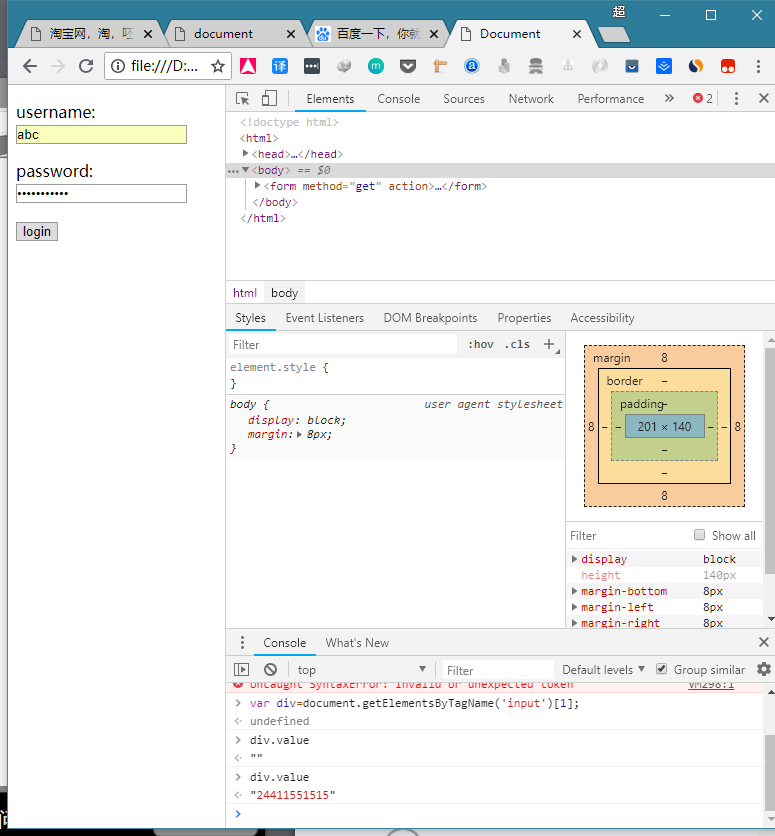 超
淘宝网，淘，
document
百度一下，你就
Document
file:///D:...
译
username:
abc
password:
•••••••••••
login
Elements
Console
Sources
Network
Performance
»
2
<!doctype html>
<html>
<head>…</head>
<body> == $0
<form method="get" action>…</form>
</body>
</html>
html
body
Styles
Event Listeners
DOM Breakpoints
Properties
Accessibility
Filter
:hov
.cls
+
element.style {
}
body {
user agent stylesheet
display: block;
margin: 8px;
}
margin
8
border
–
padding
–
8
–
–
201 × 140
–
–
8
–
–
8
Filter
Show all
display
block
height
140px
margin-bottom
8px
margin-left
8px
margin-right
8px
Console
What's New
top
Filter
Default levels
Group similar
Uncaught SyntaxError: Invalid or unexpected token
VM298:1
> var div=document.getElementsByTagName('input')[1];
undefined
> div.value
""
> div.value
"24411551515"
>